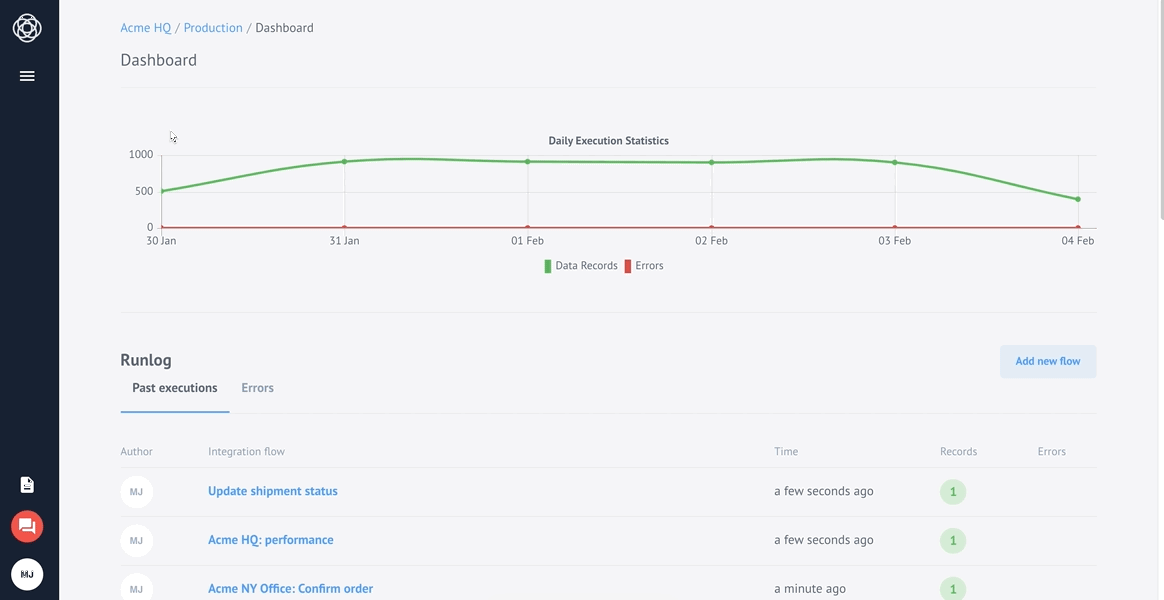 Acme HQ / Production / Dashboard
Dashboard
Daily Execution Statistics
1000
500
0
30 Jan 31 Jan 01 Feb 02 Feb 03 Feb 04 Feb
Data Records Errors
Runlog
Add new flow
Past executions Errors
Author Integration flow Time Records Errors
MJ Update shipment status a few seconds ago 1
MJ Acme HQ: performance a few seconds ago 1
MJ Acme NY Office: Confirm order a minute ago 1
MJ